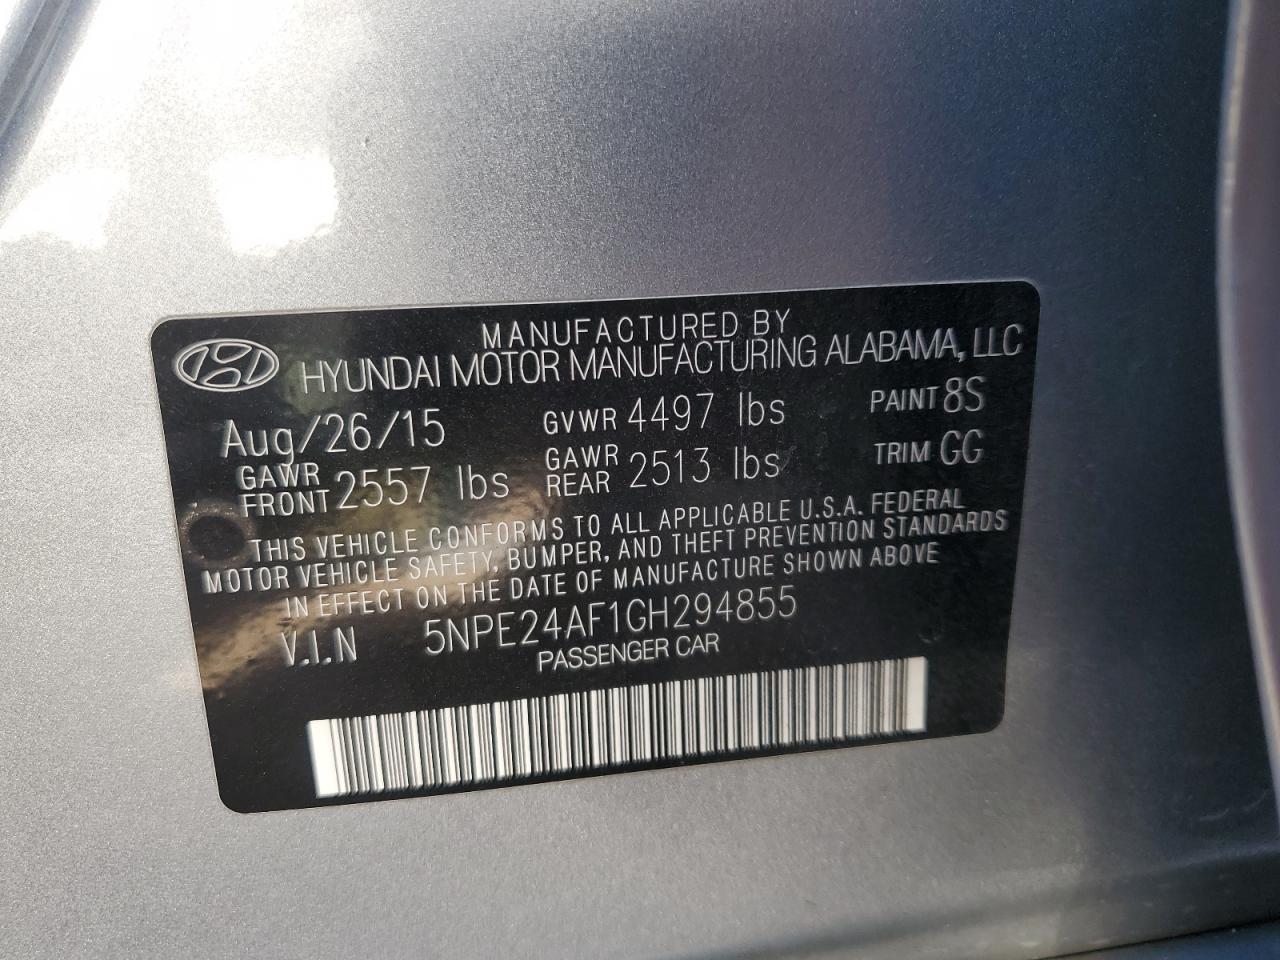 MANUFACTURED BY
HYUNDAI MOTOR MANUFACTURING ALABAMA, LLC
Aug/26/15 GVWR 4497 lbs PAINT 8S
GAWR FRONT 2557 lbs GAWR REAR 2513 lbs TRIM GG
THIS VEHICLE CONFORMS TO ALL APPLICABLE U.S.A. FEDERAL
MOTOR VEHICLE SAFETY, BUMPER, AND THEFT PREVENTION STANDARDS
IN EFFECT ON THE DATE OF MANUFACTURE SHOWN ABOVE
V.I.N 5NPE24AF1GH294855
PASSENGER CAR